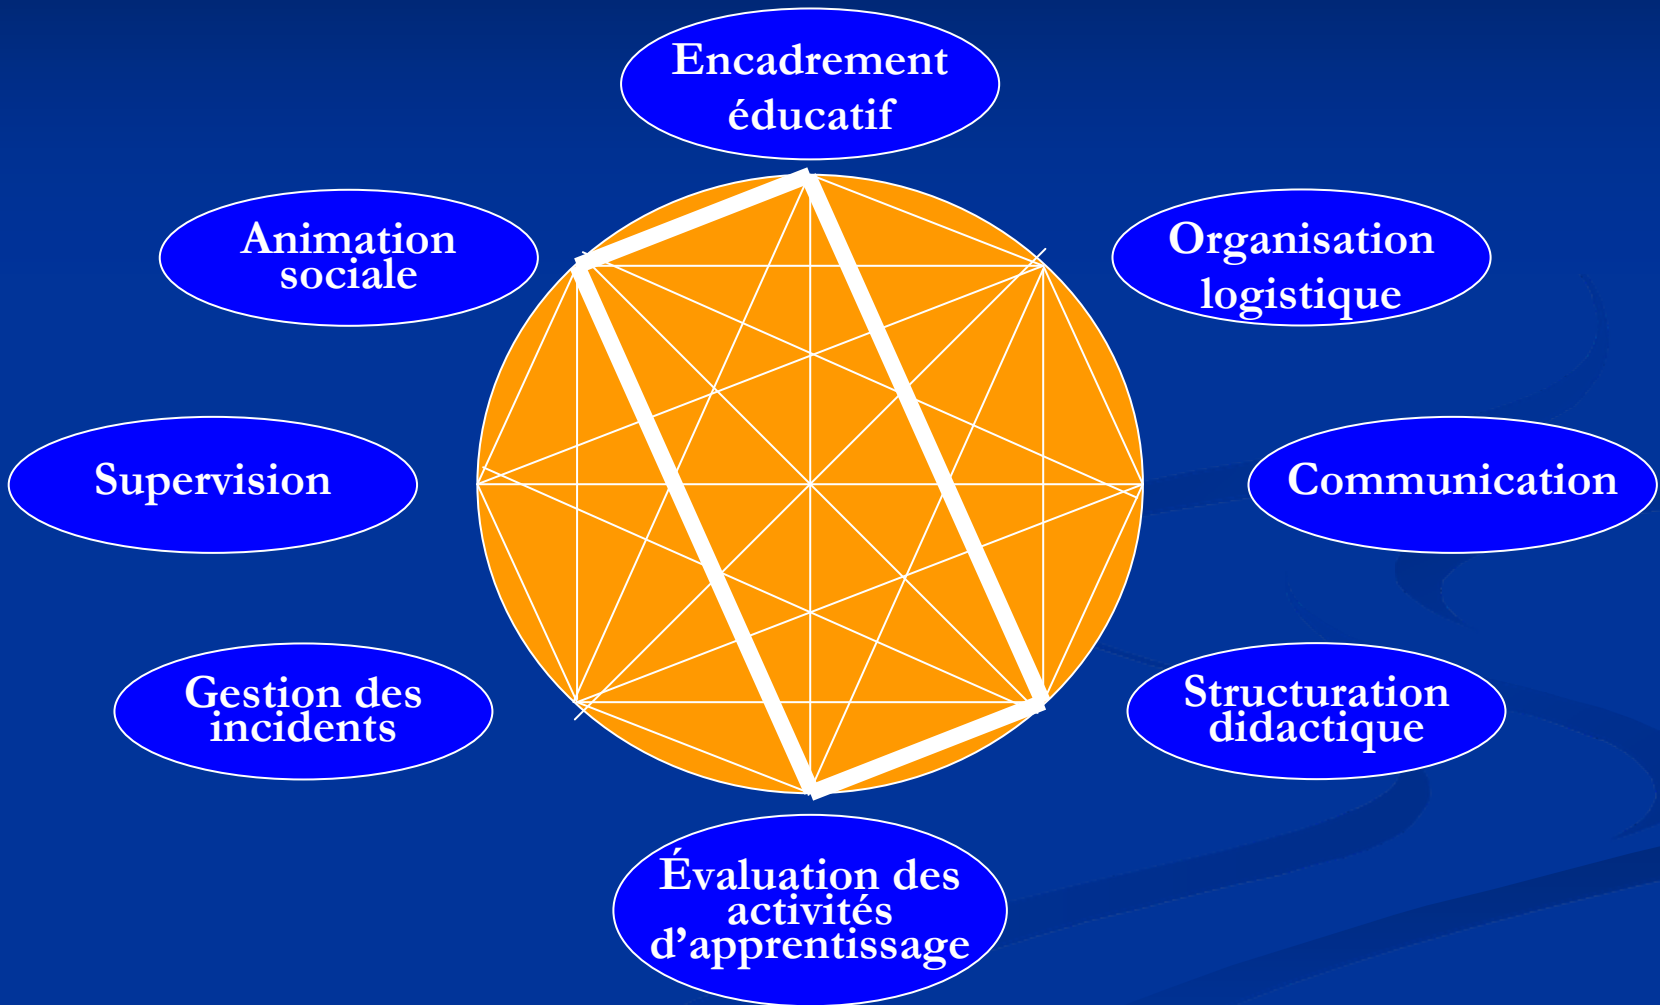 Encadrement
éducatif
Animation
sociale
Organisation
logistique
Supervision
Communication
Gestion des
incidents
Structuration
didactique
Évaluation des
activités
d’apprentissage